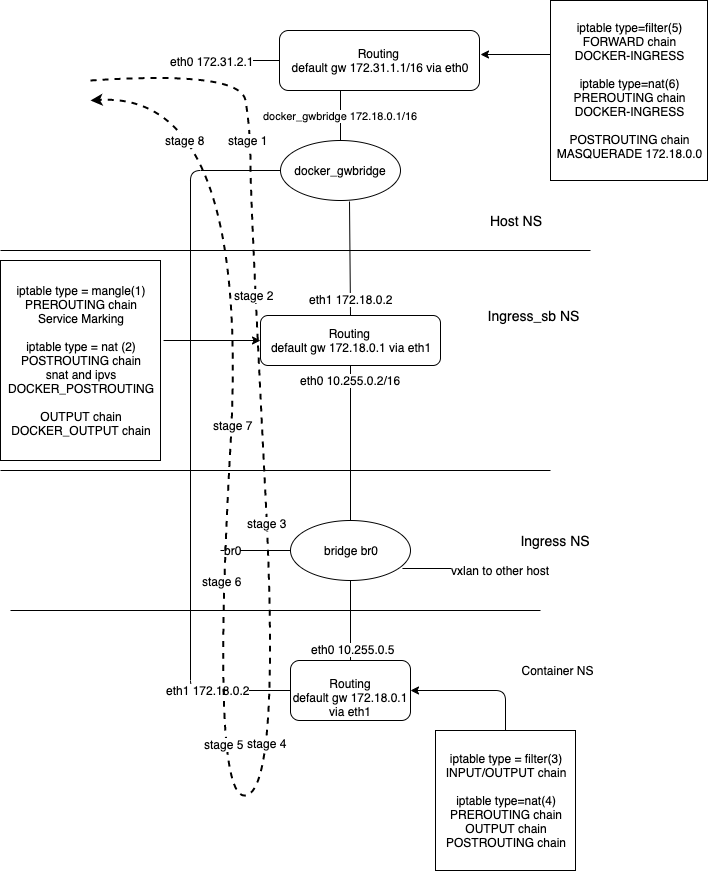 iptable type=filter(5)
FORWARD chain
DOCKER-INGRESS
iptable type=nat(6)
PREROUTING chain
DOCKER-INGRESS
POSTROUTING chain
MASQUERADE 172.18.0.0
eth0 172.31.2.1
Routing
default gw 172.31.1.1/16 via eth0
docker_gwbridge 172.18.0.1/16
stage 8
stage 1
docker_gwbridge
Host NS
iptable type = mangle(1)
PREROUTING chain
Service Marking
iptable type = nat (2)
POSTROUTING chain
snat and ipvs
DOCKER_POSTROUTING
OUTPUT chain
DOCKER_OUTPUT chain
stage 2
eth1 172.18.0.2
Ingress_sb NS
Routing
default gw 172.18.0.1 via eth1
eth0 10.255.0.2/16
stage 7
stage 3
br0
bridge br0
Ingress NS
vxlan to other host
stage 6
eth0 10.255.0.5
Container NS
eth1 172.18.0.2
Routing
default gw 172.18.0.1
via eth1
stage 5
stage 4
iptable type = filter(3)
INPUT/OUTPUT chain
iptable type=nat(4)
PREROUTING chain
OUTPUT chain
POSTROUTING chain